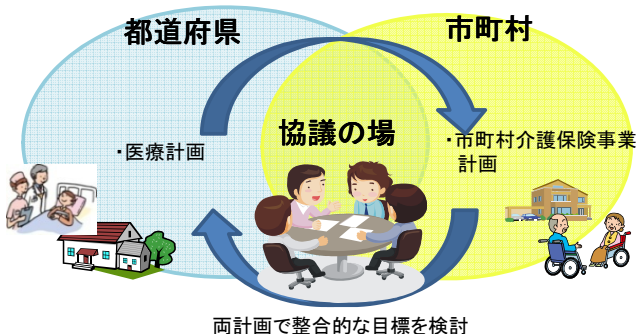 都道府県
市町村
協議の場
・医療計画
・市町村介護保険事業
計画
両計画で整合的な目標を検討